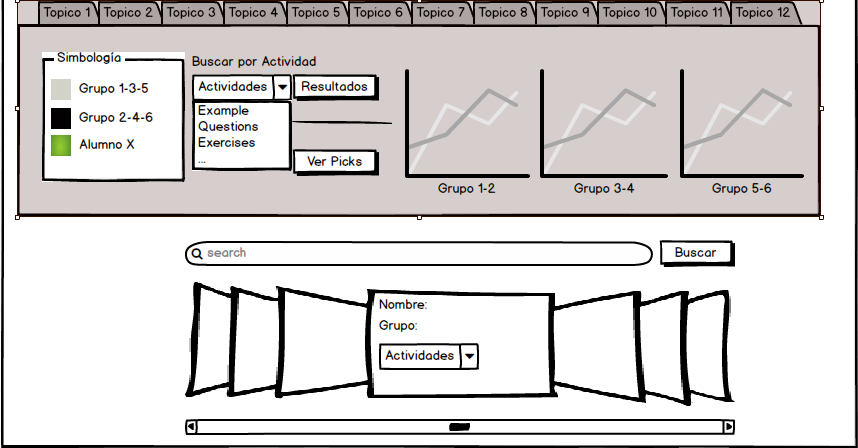 Topico 1 Topico 2 Topico 3 Topico 4 Topico 5 Topico 6 Topico 7 Topico 8 Topico 9 Topico 10 Topico 11 Topico 12
Simbología
Grupo 1-3-5
Grupo 2-4-6
Alumno X
Buscar por Actividad
Actividades Resultados
Example
Questions
Exercises
...
Ver Picks
Grupo 1-2 Grupo 3-4 Grupo 5-6
search Buscar
Nombre:
Grupo:
Actividades